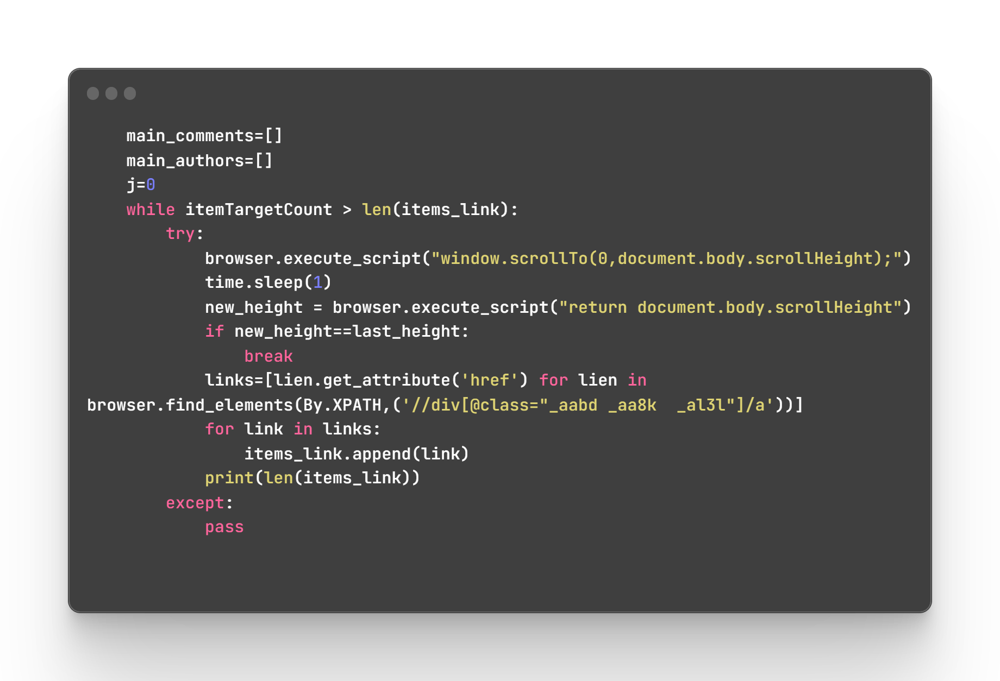 main_comments=[]
main_authors=[]
j=0
while itemTargetCount > len(items_link):
try:
browser.execute_script("window.scrollTo(0,document.body.scrollHeight);")
time.sleep(1)
new_height = browser.execute_script("return document.body.scrollHeight")
if new_height==last_height:
break
links=[lien.get_attribute('href') for lien in
browser.find_elements(By.XPATH,('//div[@class="_aabd _aa8k  _al3l"]/a'))]
for link in links:
items_link.append(link)
print(len(items_link))
except:
pass